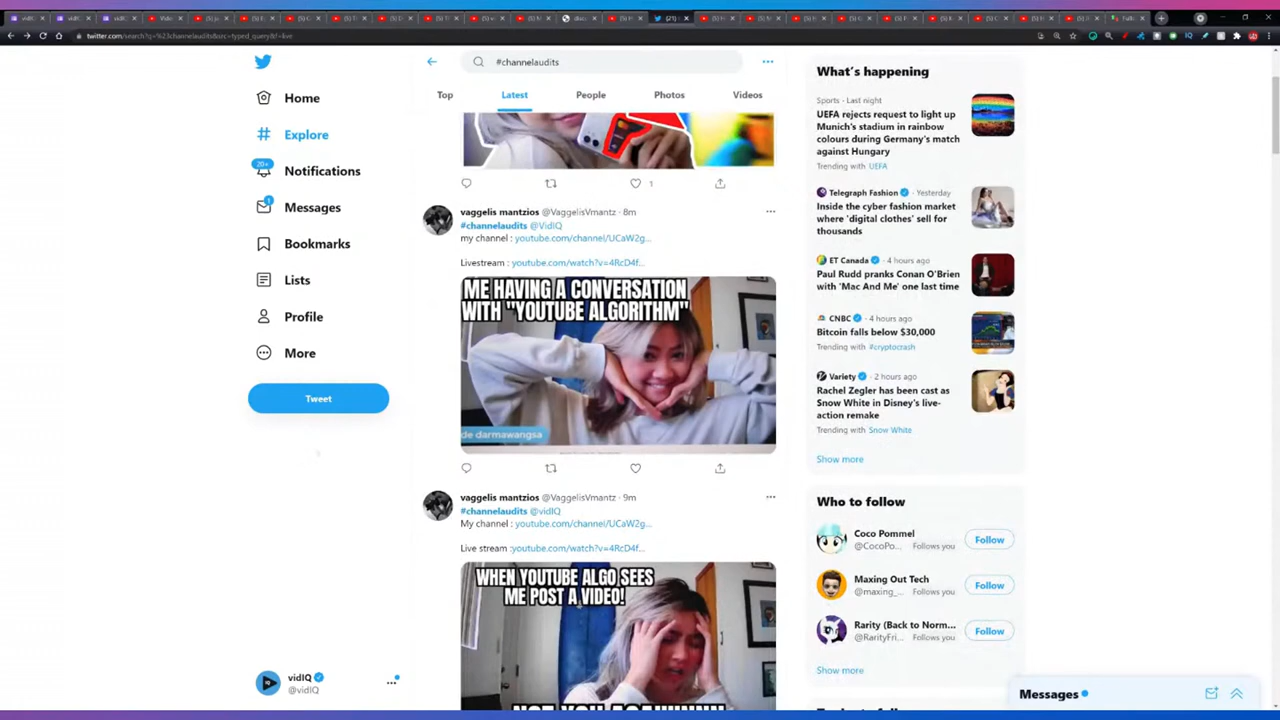 twitter.com/search?q=%23channelaudits&src=typed_query&f=live
#channelaudits
Top
Latest
People
Photos
Videos
Home
Explore
20+
Notifications
1
Messages
Bookmarks
Lists
Profile
More
Tweet
vidIQ
@vidIQ
1
vaggelis mantzios @VaggelisVmantz · 8m
#channelaudits @VidIQ
my channel : youtube.com/channel/UCaW2g...
Livestream : youtube.com/watch?v=4RcD4f...
ME HAVING A CONVERSATION
WITH "YOUTUBE ALGORITHM"
de darmawangsa
vaggelis mantzios @VaggelisVmantz · 9m
#channelaudits @vidIQ
My channel : youtube.com/channel/UCaW2g...
Live stream :youtube.com/watch?v=4RcD4f...
WHEN YOUTUBE ALGO SEES
ME POST A VIDEO!
What's happening
Sports · Last night
UEFA rejects request to light up
Munich's stadium in rainbow
colours during Germany's match
against Hungary
Trending with UEFA
Telegraph Fashion · Yesterday
Inside the cyber fashion market
where 'digital clothes' sell for
thousands
ET Canada · 4 hours ago
Paul Rudd pranks Conan O'Brien
with 'Mac And Me' one last time
CNBC · 4 hours ago
Bitcoin falls below $30,000
Trending with #cryptocrash
Variety · 2 hours ago
Rachel Zegler has been cast as
Snow White in Disney's live-
action remake
Trending with Snow White
Show more
Who to follow
Coco Pommel
@CocoPo... Follows you
Follow
Maxing Out Tech
@maxing_... Follows you
Follow
Rarity (Back to Norm...
@RarityFri... Follows you
Follow
Show more
Messages